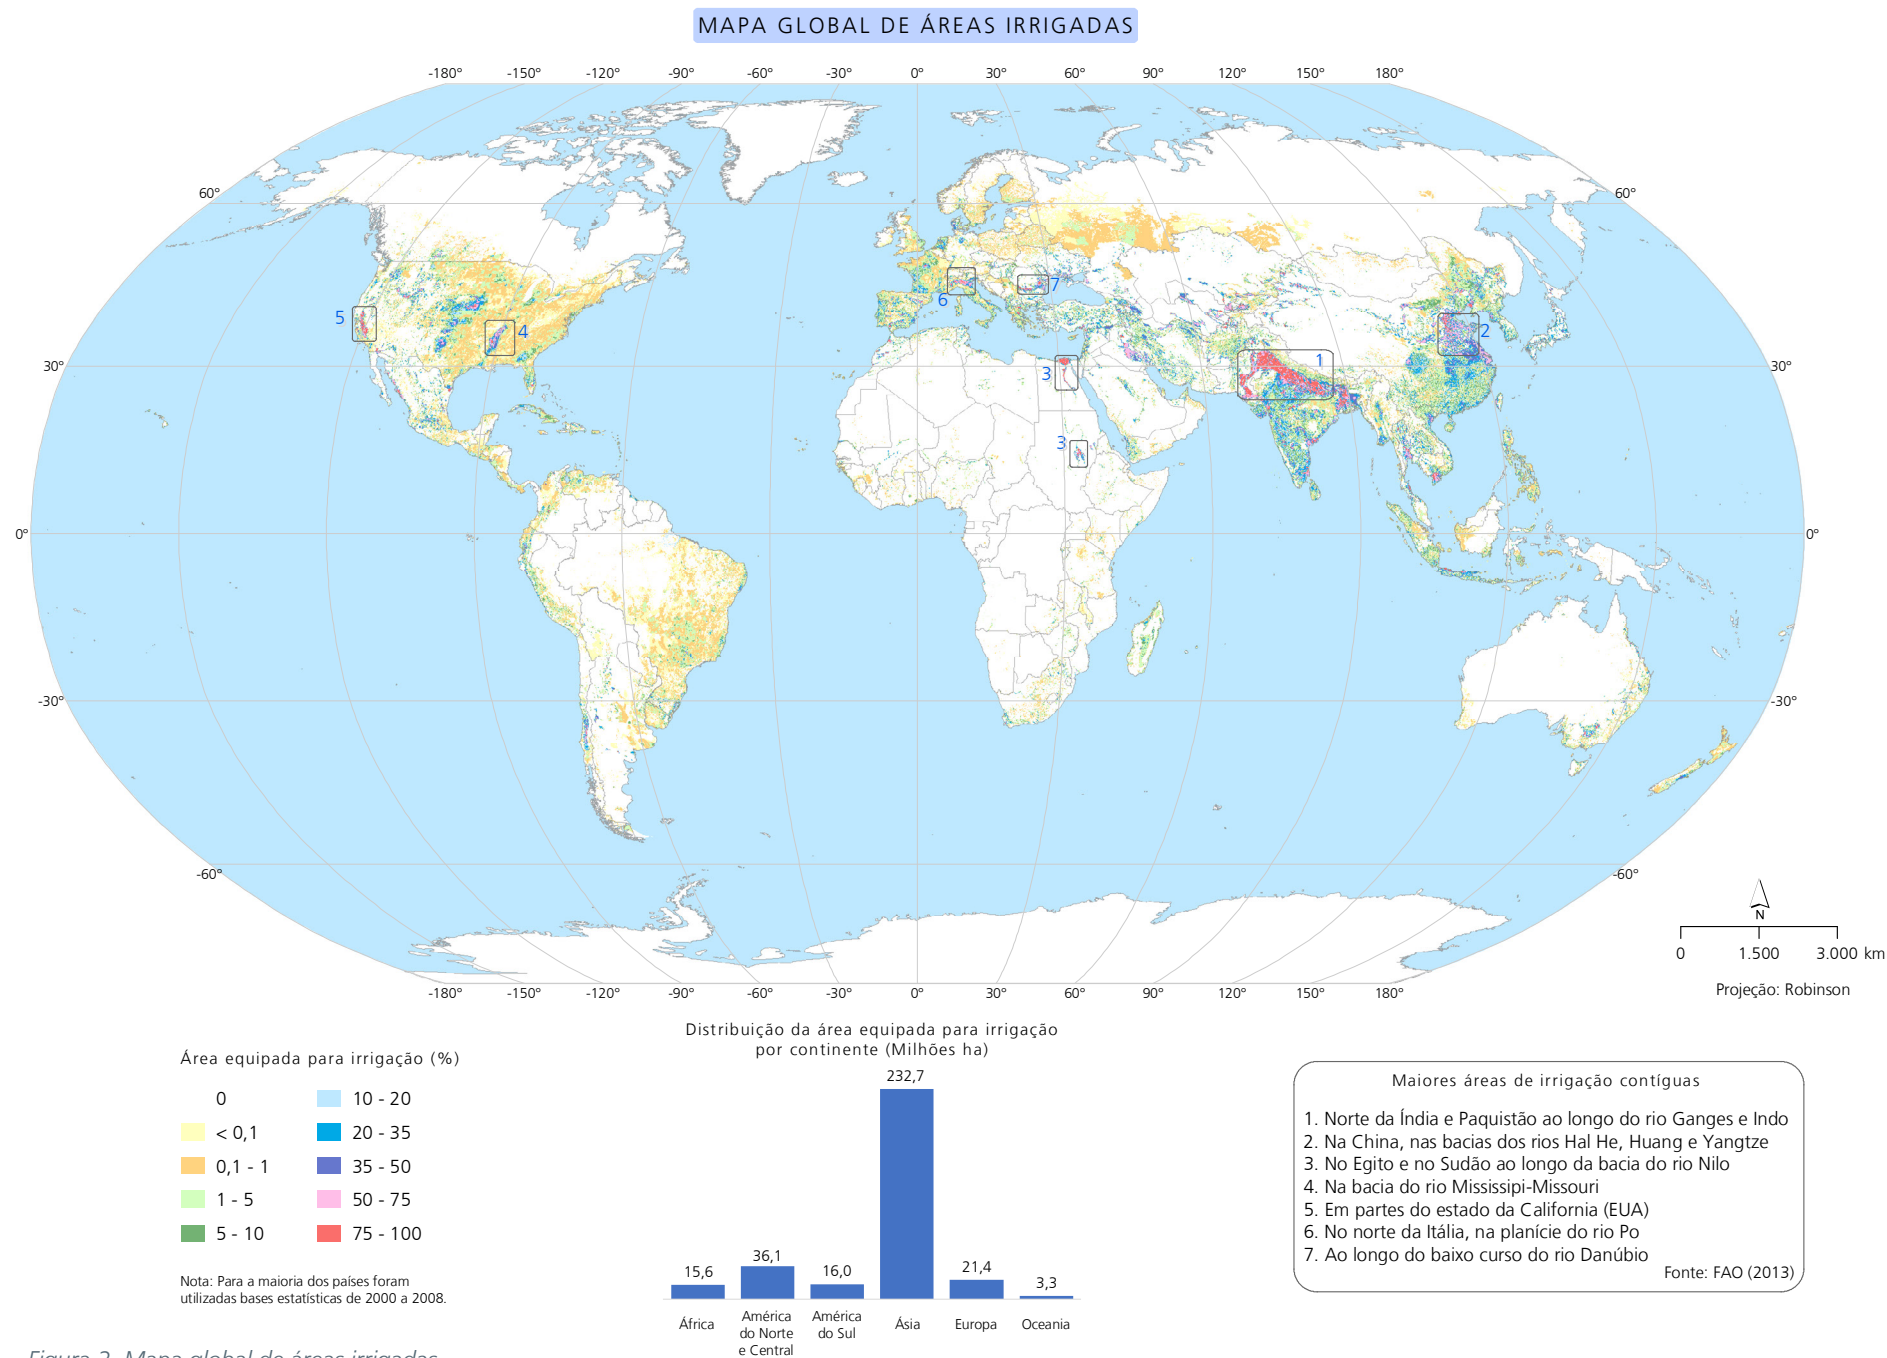 MAPA GLOBAL DE ÁREAS IRRIGADAS
-180° -150° -120° -90° -60° -30° 0° 30° 60° 90° 120° 150° 180°
60° 60°
30° 30°
0° 0°
-30° -30°
-60° -60°
5
4
6
7
3
3
1
2
N
0 1.500 3.000 km
Projeção: Robinson
-180° -150° -120° -90° -60° -30° 0° 30° 60° 90° 120° 150° 180°
Área equipada para irrigação (%)
0
< 0,1
0,1 - 1
1 - 5
5 - 10
10 - 20
20 - 35
35 - 50
50 - 75
75 - 100
Nota: Para a maioria dos países foram
utilizadas bases estatísticas de 2000 a 2008.
Distribuição da área equipada para irrigação
por continente (Milhões ha)
15,6
36,1
16,0
232,7
21,4
3,3
África
América
do Norte
e Central
América
do Sul
Ásia
Europa
Oceania
Maiores áreas de irrigação contíguas
1. Norte da Índia e Paquistão ao longo do rio Ganges e Indo
2. Na China, nas bacias dos rios Hal He, Huang e Yangtze
3. No Egito e no Sudão ao longo da bacia do rio Nilo
4. Na bacia do rio Mississipi-Missouri
5. Em partes do estado da California (EUA)
6. No norte da Itália, na planície do rio Po
7. Ao longo do baixo curso do rio Danúbio
Fonte: FAO (2013)
Figura 2. Mapa global de áreas irrigadas